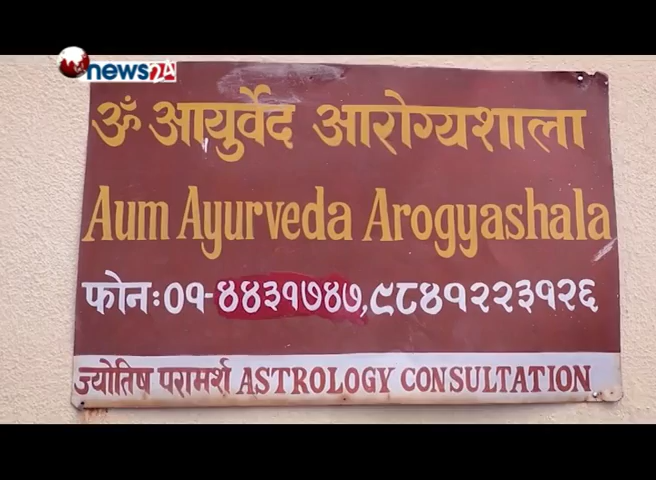 news24
ॐ आयुर्वेद आरोग्यशाला
Aum Ayurveda Arogyashala
फोन:०१-४४३१७४७,९८४१२२३१२६
ज्योतिष परामर्श ASTROLOGY CONSULTATION